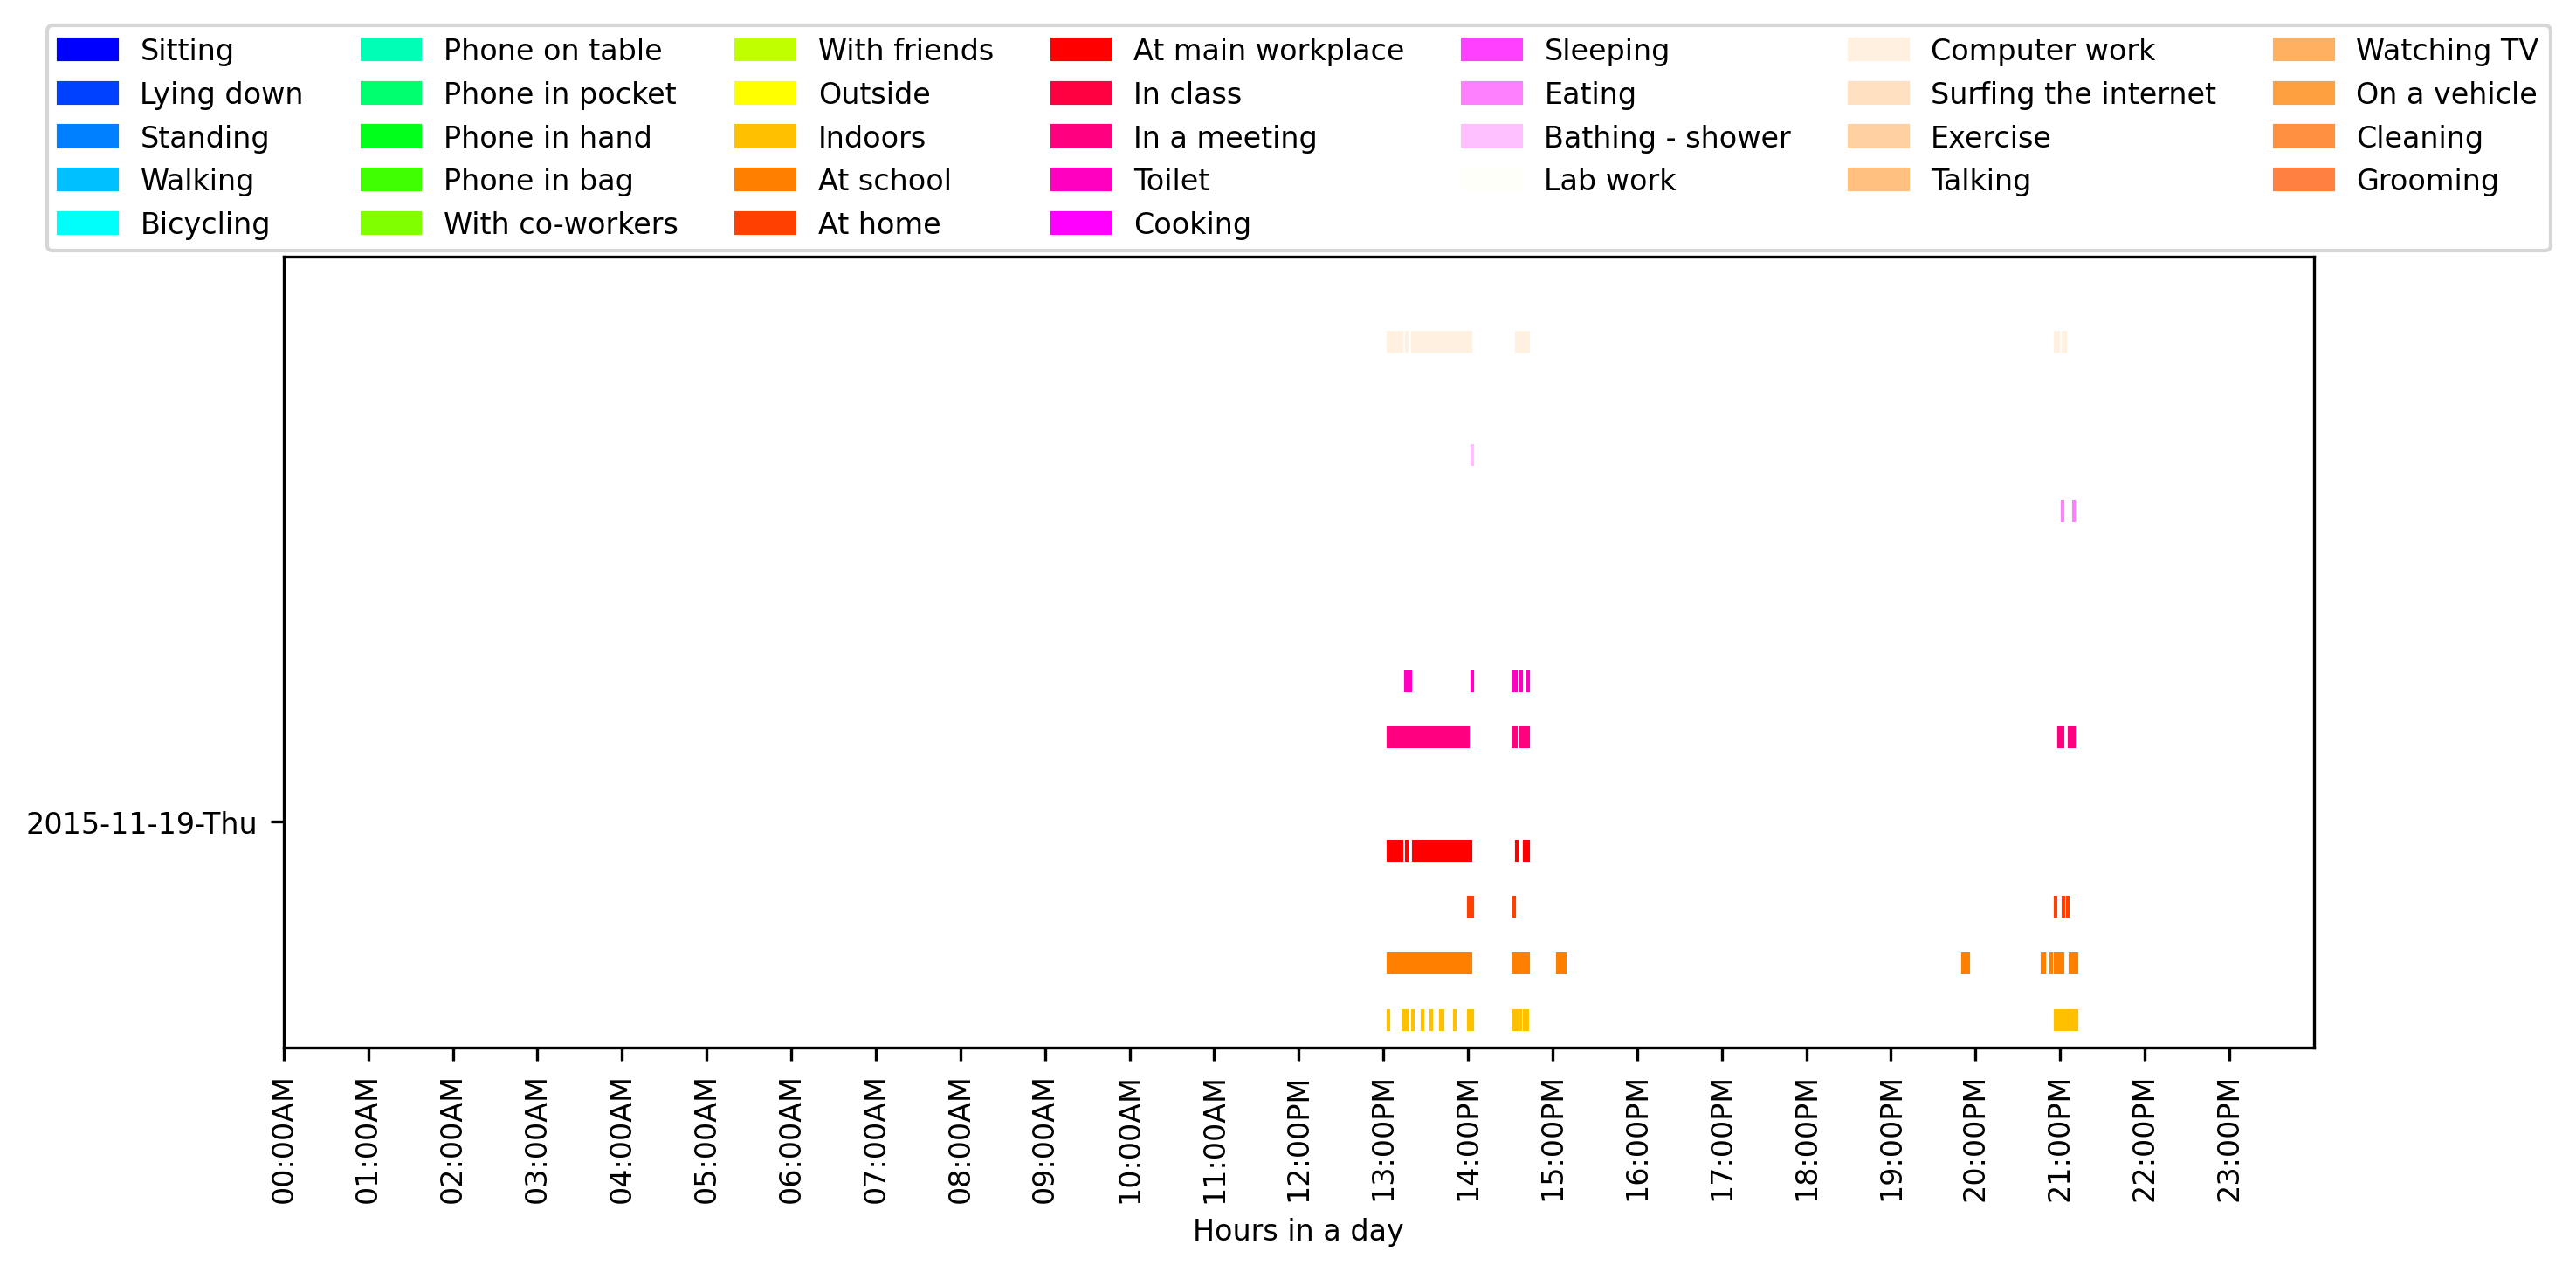 Sitting
Lying down
Standing
Walking
Bicycling
Phone on table
Phone in pocket
Phone in hand
Phone in bag
With co-workers
With friends
Outside
Indoors
At school
At home
At main workplace
In class
In a meeting
Toilet
Cooking
Sleeping
Eating
Bathing - shower
Lab work
Computer work
Surfing the internet
Exercise
Talking
Watching TV
On a vehicle
Cleaning
Grooming
2015-11-19-Thu
00:00AM
01:00AM
02:00AM
03:00AM
04:00AM
05:00AM
06:00AM
07:00AM
08:00AM
09:00AM
10:00AM
11:00AM
12:00PM
13:00PM
14:00PM
15:00PM
16:00PM
17:00PM
18:00PM
19:00PM
20:00PM
21:00PM
22:00PM
23:00PM
Hours in a day